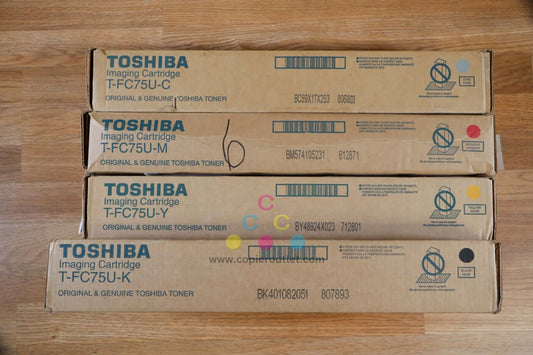 TOSHIBA
Imaging Cartridge
T-FC75U-C
ORIGINAL & GENUINE TOSHIBA TONER
BC59X17X253 806803
TOSHIBA
Imaging Cartridge
T-FC75U-M
ORIGINAL & GENUINE TOSHIBA TONER
6
BM574105231 612871
TOSHIBA
Imaging Cartridge
T-FC75U-Y
ORIGINAL & GENUINE TOSHIBA TONER
BY48924X023 712801
C
C C
www.copieroutlet.com
TOSHIBA
Imaging Cartridge
T-FC75U-K
ORIGINAL & GENUINE TOSHIBA TONER
BK401082051 807893